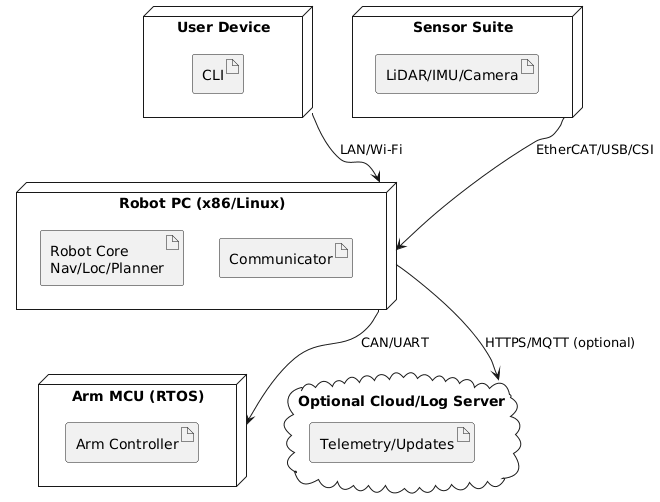 User Device
CLI
Sensor Suite
LiDAR/IMU/Camera
LAN/Wi-Fi
EtherCAT/USB/CSI
Robot PC (x86/Linux)
Robot Core
Nav/Loc/Planner
Communicator
CAN/UART
HTTPS/MQTT (optional)
Arm MCU (RTOS)
Arm Controller
Optional Cloud/Log Server
Telemetry/Updates